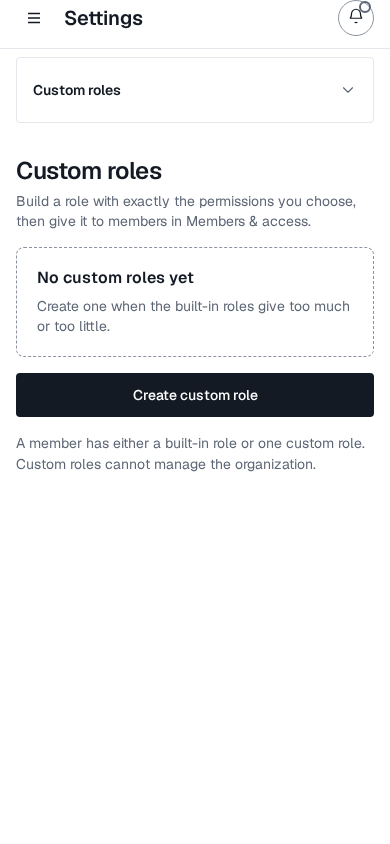 Settings
Custom roles
Custom roles
Build a role with exactly the permissions you choose,
then give it to members in Members & access.
No custom roles yet
Create one when the built-in roles give too much
or too little.
Create custom role
A member has either a built-in role or one custom role.
Custom roles cannot manage the organization.